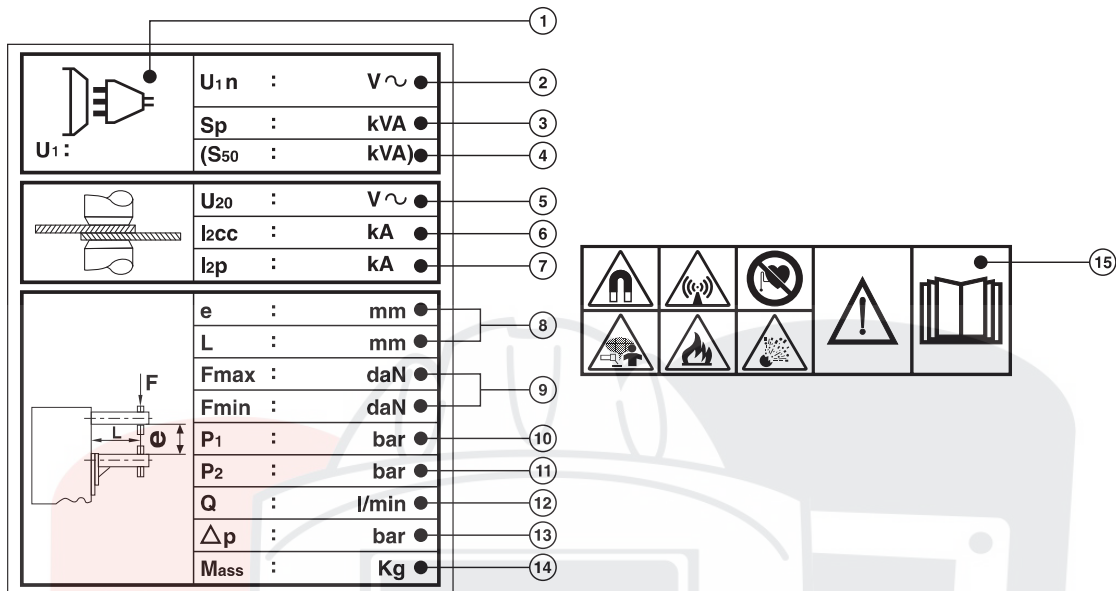 1
U1n : V~ 2
Sp : kVA 3
U1 : (S50 : kVA) 4
U20 : V~ 5
I2cc : kA 6
I2p : kA 7
e : mm
L : mm
8
Fmax : daN
Fmin : daN
9
P1 : bar 10
P2 : bar 11
Q : l/min 12
△p : bar 13
Mass : Kg 14
F
L
e
15